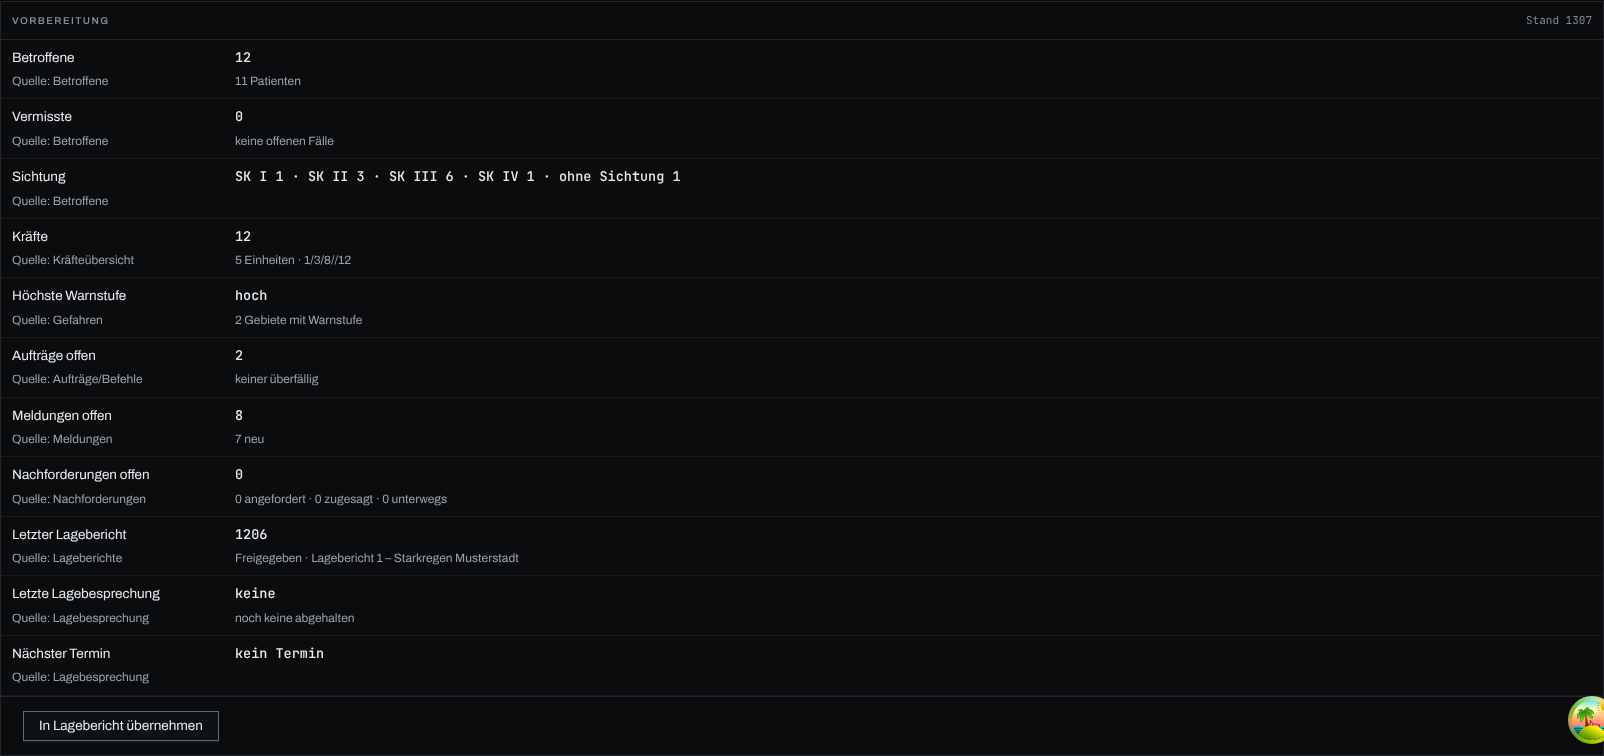 VORBEREITUNG
Stand 1307
Betroffene
12
Quelle: Betroffene
11 Patienten
Vermisste
0
Quelle: Betroffene
keine offenen Fälle
Sichtung
SK I 1 · SK II 3 · SK III 6 · SK IV 1 · ohne Sichtung 1
Quelle: Betroffene
Kräfte
12
Quelle: Kräfteübersicht
5 Einheiten · 1/3/8//12
Höchste Warnstufe
hoch
Quelle: Gefahren
2 Gebiete mit Warnstufe
Aufträge offen
2
Quelle: Aufträge/Befehle
keiner überfällig
Meldungen offen
8
Quelle: Meldungen
7 neu
Nachforderungen offen
0
Quelle: Nachforderungen
0 angefordert · 0 zugesagt · 0 unterwegs
Letzter Lagebericht
1206
Quelle: Lageberichte
Freigegeben · Lagebericht 1 – Starkregen Musterstadt
Letzte Lagebesprechung
keine
Quelle: Lagebesprechung
noch keine abgehalten
Nächster Termin
kein Termin
Quelle: Lagebesprechung
In Lagebericht übernehmen